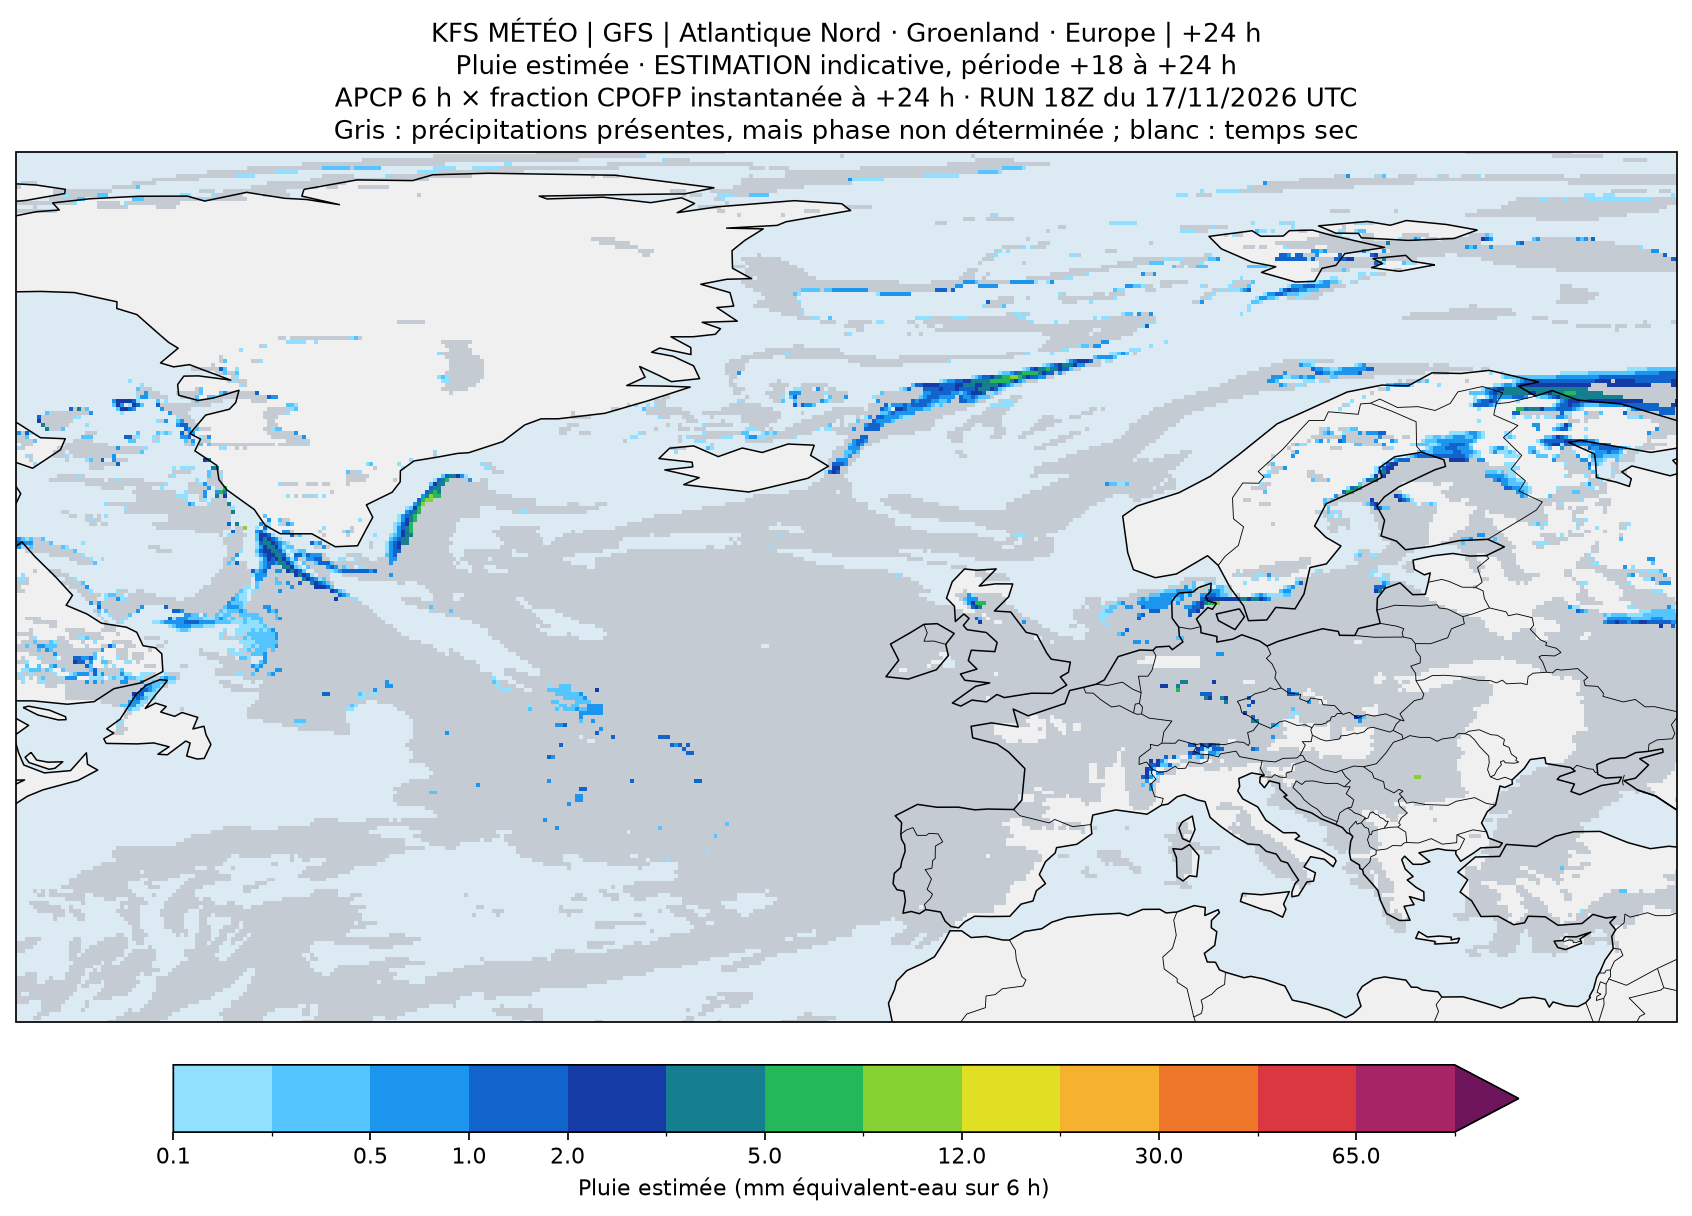 KFS MÉTÉO | GFS | Atlantique Nord · Groenland · Europe | +24 h
Pluie estimée · ESTIMATION indicative, période +18 à +24 h
APCP 6 h × fraction CPOFP instantanée à +24 h · RUN 18Z du 17/11/2026 UTC
Gris : précipitations présentes, mais phase non déterminée ; blanc : temps sec
0.1 0.5 1.0 2.0 5.0 12.0 30.0 65.0
Pluie estimée (mm équivalent-eau sur 6 h)